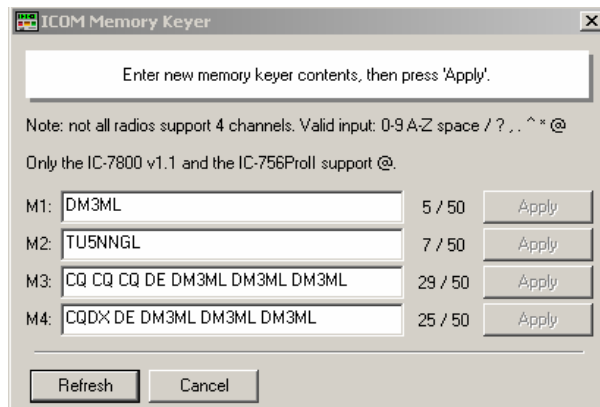 ICOM Memory Keyer
Enter new memory keyer contents, then press 'Apply'.
Note: not all radios support 4 channels. Valid input: 0-9 A-Z space / ? , . ^ * @
Only the IC-7800 v1.1 and the IC-756ProII support @.
M1: DM3ML 5 / 50 Apply
M2: TU5NNGL 7 / 50 Apply
M3: CQ CQ CQ DE DM3ML DM3ML DM3ML 29 / 50 Apply
M4: CQDX DE DM3ML DM3ML DM3ML 25 / 50 Apply
Refresh Cancel